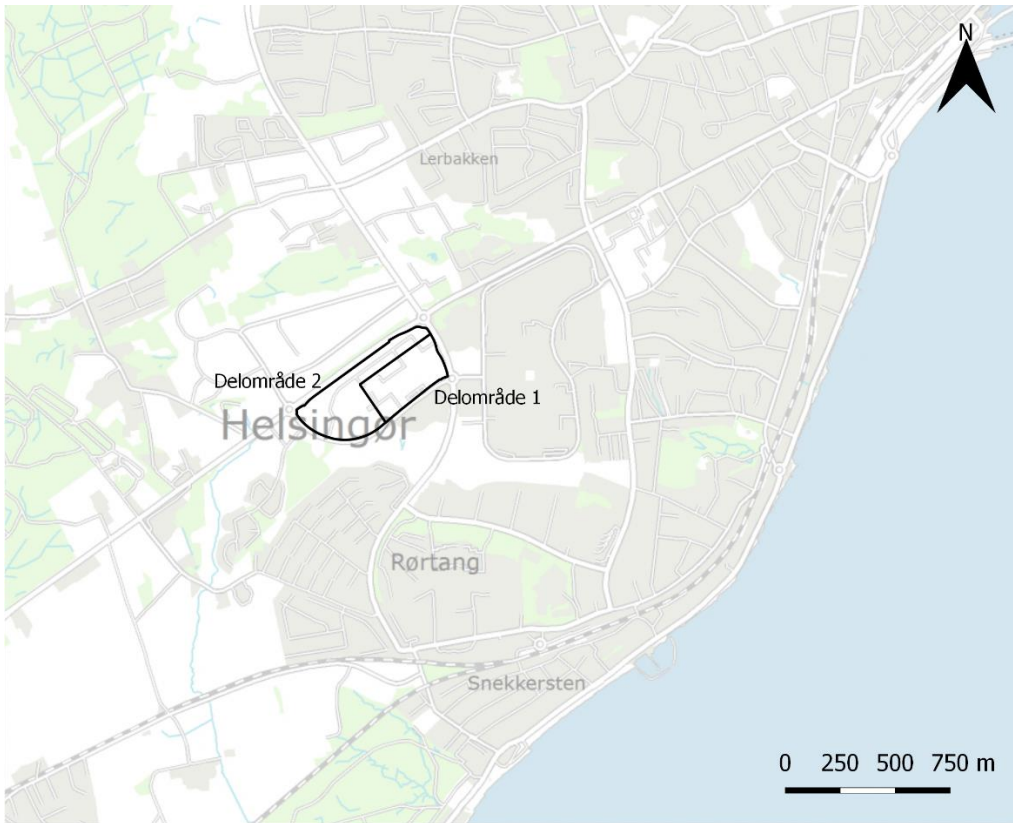 N
Lerbakken
Delområde 2
Delområde 1
Helsingør
Rørtang
Snekkersten
0 250 500 750 m